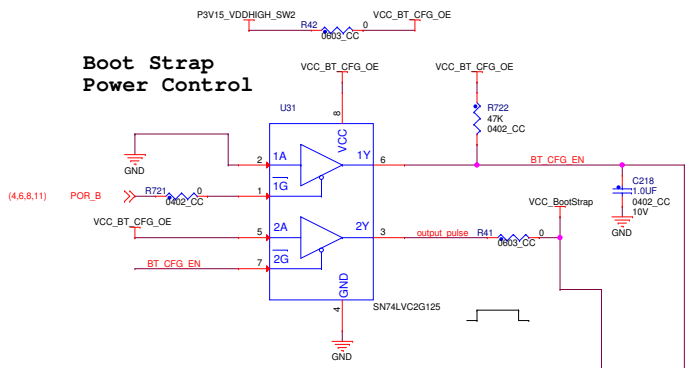 P3V15_VDDHIGH_SW2
VCC_BT_CFG_OE
R42
0
0603_CC
Boot Strap
Power Control
VCC_BT_CFG_OE
VCC_BT_CFG_OE
U31
R722
47K
0402_CC
8
VCC
2
1A
1Y
6
BT_CFG_EN
GND
(4,6,8,11)
POR_B
R721
0
0402_CC
1
1G
C218
1.0UF
0402_CC
10V
GND
VCC_BT_CFG_OE
5
2A
2Y
3
output_pulse
R41
0
0603_CC
VCC_BootStrap
BT_CFG_EN
7
2G
GND
4
SN74LVC2G125
GND